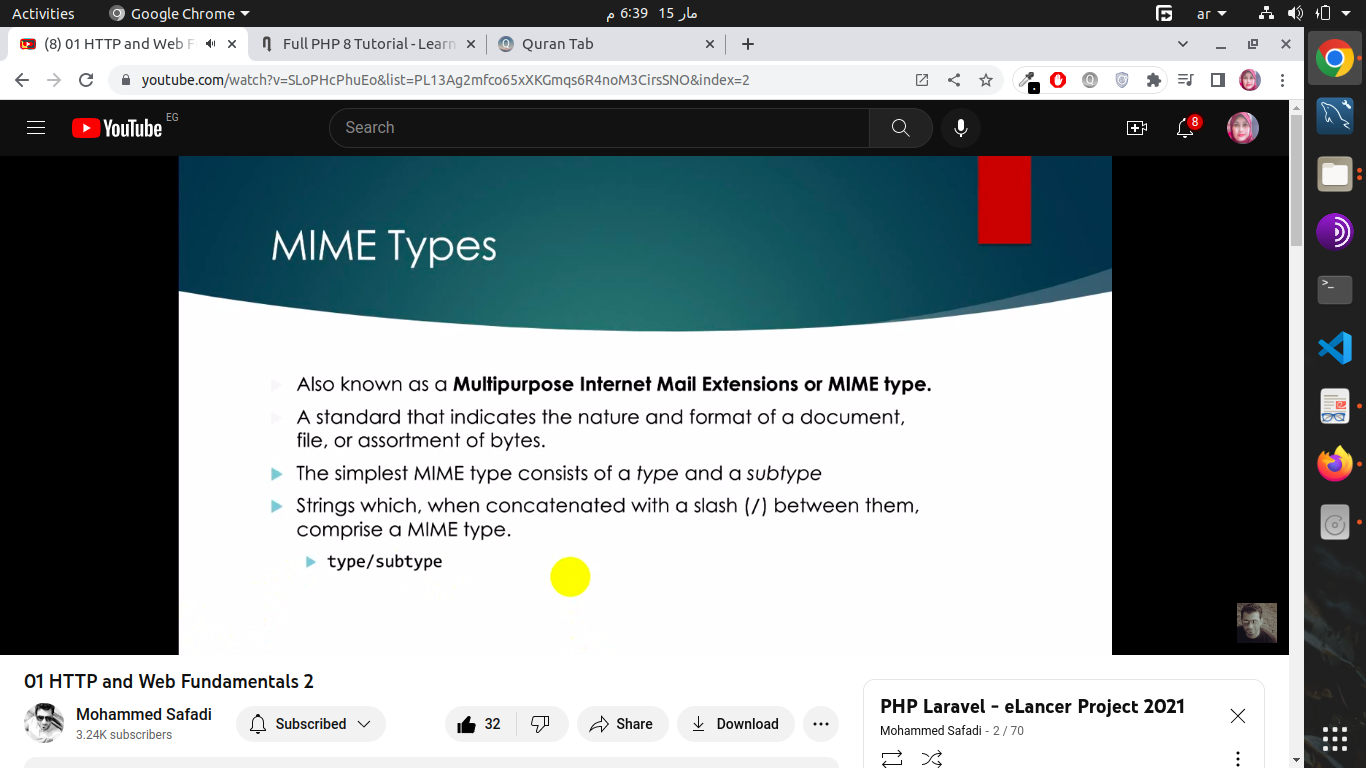 Activities
Google Chrome
مار 15 6:39 م
ar
(8) 01 HTTP and Web F
Full PHP 8 Tutorial - Learn
Quran Tab
youtube.com/watch?v=SLoPHcPhuEo&list=PL13Ag2mfco65xXKGmqs6R4noM3CirsSNO&index=2
YouTube
EG
Search
8
MIME Types
Also known as a Multipurpose Internet Mail Extensions or MIME type.
A standard that indicates the nature and format of a document,
file, or assortment of bytes.
The simplest MIME type consists of a type and a subtype
Strings which, when concatenated with a slash (/) between them,
comprise a MIME type.
type/subtype
01 HTTP and Web Fundamentals 2
Mohammed Safadi
3.24K subscribers
Subscribed
32
Share
Download
PHP Laravel - eLancer Project 2021
Mohammed Safadi - 2 / 70